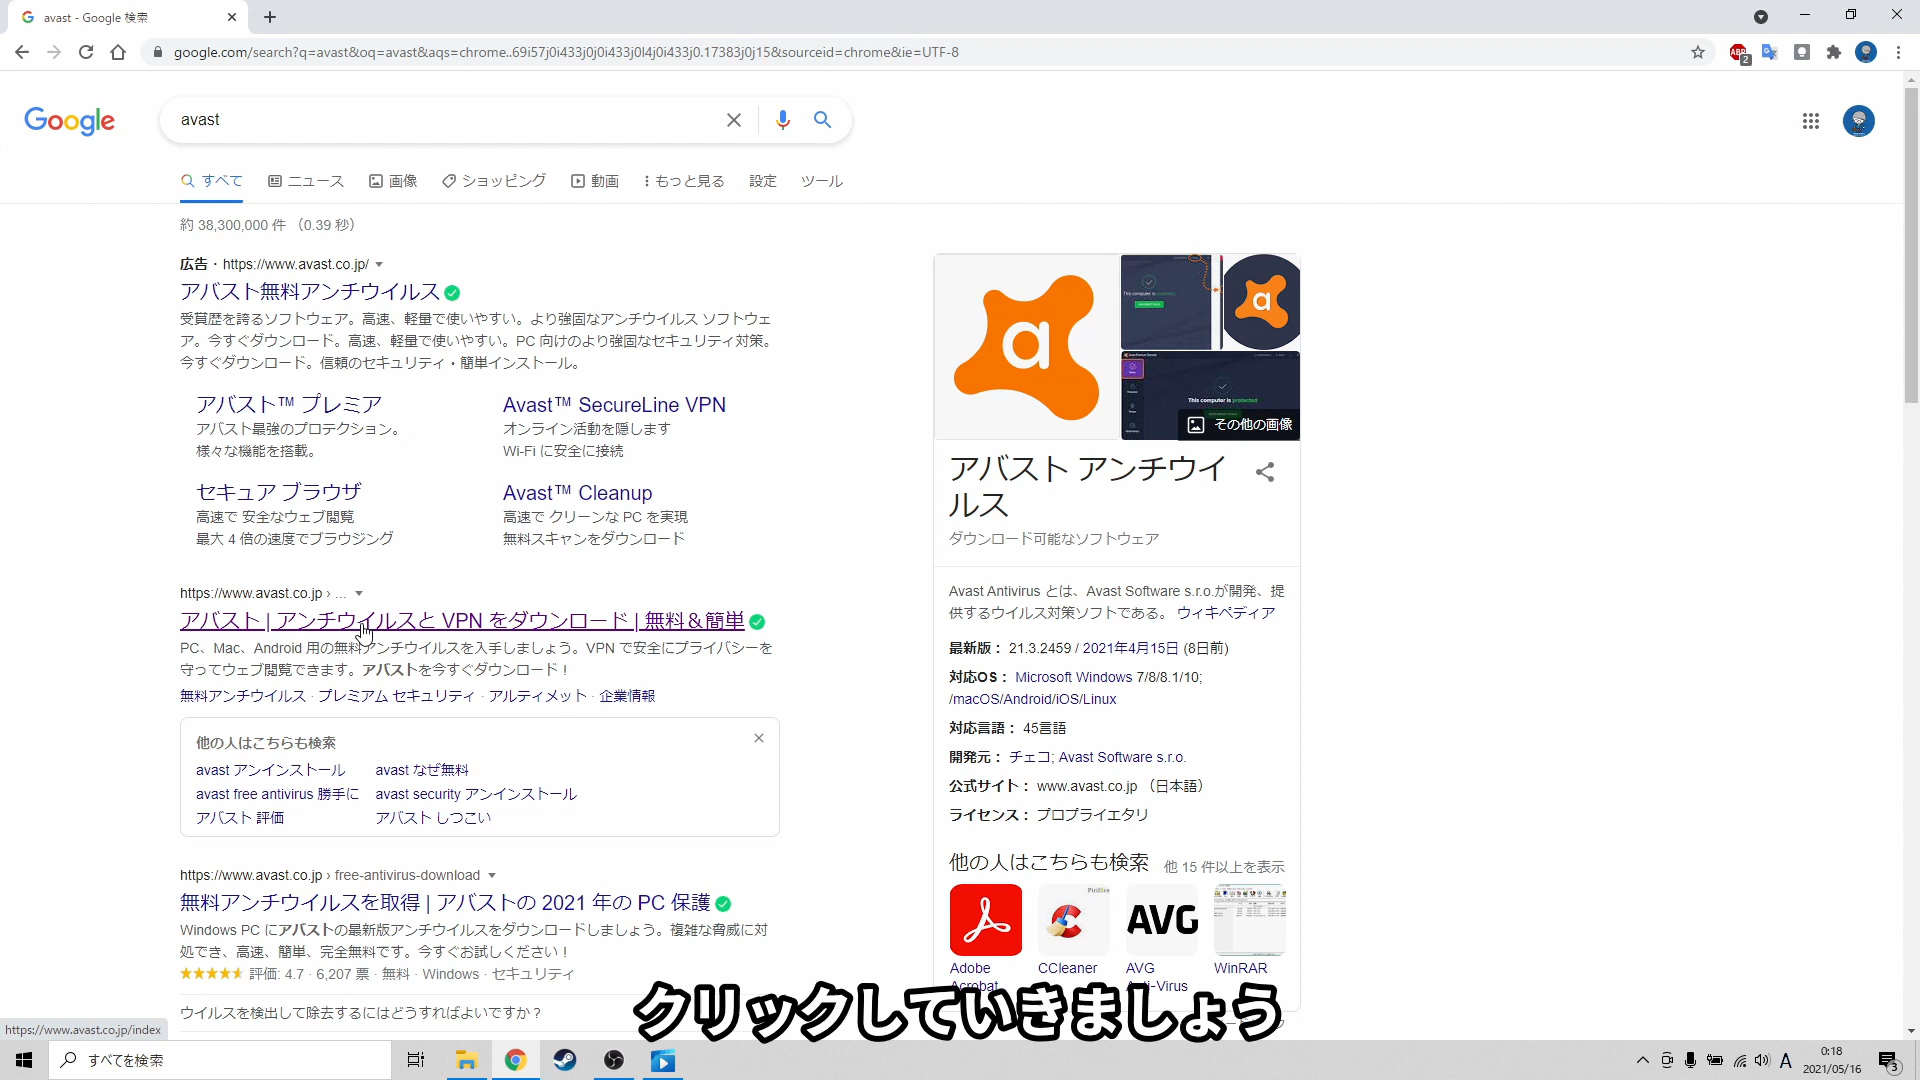 avast - Google 検索
google.com/search?q=avast&oq=avast&aqs=chrome..69i57j0i433j0j0i433j0l4j0i433j0.17383j0j15&sourceid=chrome&ie=UTF-8
ABP
2
Google
avast
すべて ニュース 画像 ショッピング 動画 もっと見る 設定 ツール
約 38,300,000 件 (0.39 秒)
広告・https://www.avast.co.jp/
アバスト無料アンチウイルス
受賞歴を誇るソフトウェア。高速、軽量で使いやすい。より強固なアンチウイルス ソフトウェ
ア。今すぐダウンロード。高速、軽量で使いやすい。PC 向けのより強固なセキュリティ対策。
今すぐダウンロード。信頼のセキュリティ・簡単インストール。
アバスト™ プレミア
アバスト最強のプロテクション。
様々な機能を搭載。
Avast™ SecureLine VPN
オンライン活動を隠します
Wi-Fi に安全に接続
セキュア ブラウザ
高速で 安全なウェブ閲覧
最大 4 倍の速度でブラウジング
Avast™ Cleanup
高速で クリーンな PC を実現
無料スキャンをダウンロード
https://www.avast.co.jp › ...
アバスト | アンチウイルスと VPN をダウンロード | 無料＆簡単
PC、Mac、Android 用の無料アンチウイルスを入手しましょう。VPN で安全にプライバシーを
守ってウェブ閲覧できます。アバストを今すぐダウンロード！
無料アンチウイルス · プレミアム セキュリティ · アルティメット · 企業情報
他の人はこちらも検索
avast アンインストール avast なぜ無料
avast free antivirus 勝手に avast security アンインストール
アバスト 評価 アバスト しつこい
https://www.avast.co.jp › free-antivirus-download
無料アンチウイルスを取得 | アバストの 2021 年の PC 保護
Windows PC にアバストの最新版アンチウイルスをダウンロードしましょう。複雑な脅威に対
処でき、高速、簡単、完全無料です。今すぐお試しください！
評価: 4.7 · 6,207 票 · 無料 · Windows · セキュリティ
ウイルスを検出して除去するにはどうすればよいですか？
a
a
This computer is protected
その他の画像
アバスト アンチウイ
ルス
ダウンロード可能なソフトウェア
Avast Antivirus とは、Avast Software s.r.o.が開発、提
供するウイルス対策ソフトである。 ウィキペディア
最新版： 21.3.2459 / 2021年4月15日 (8日前)
対応OS： Microsoft Windows 7/8/8.1/10;
/macOS/Android/iOS/Linux
対応言語： 45言語
開発元： チェコ; Avast Software s.r.o.
公式サイト： www.avast.co.jp （日本語）
ライセンス： プロプライエタリ
他の人はこちらも検索 他 15 件以上を表示
Piriform
AVG
Adobe
Acrobat
CCleaner
AVG
Anti-Virus
WinRAR
クリックしていきましょう
https://www.avast.co.jp/index
すべてを検索
A
0:18
2021/05/16
3